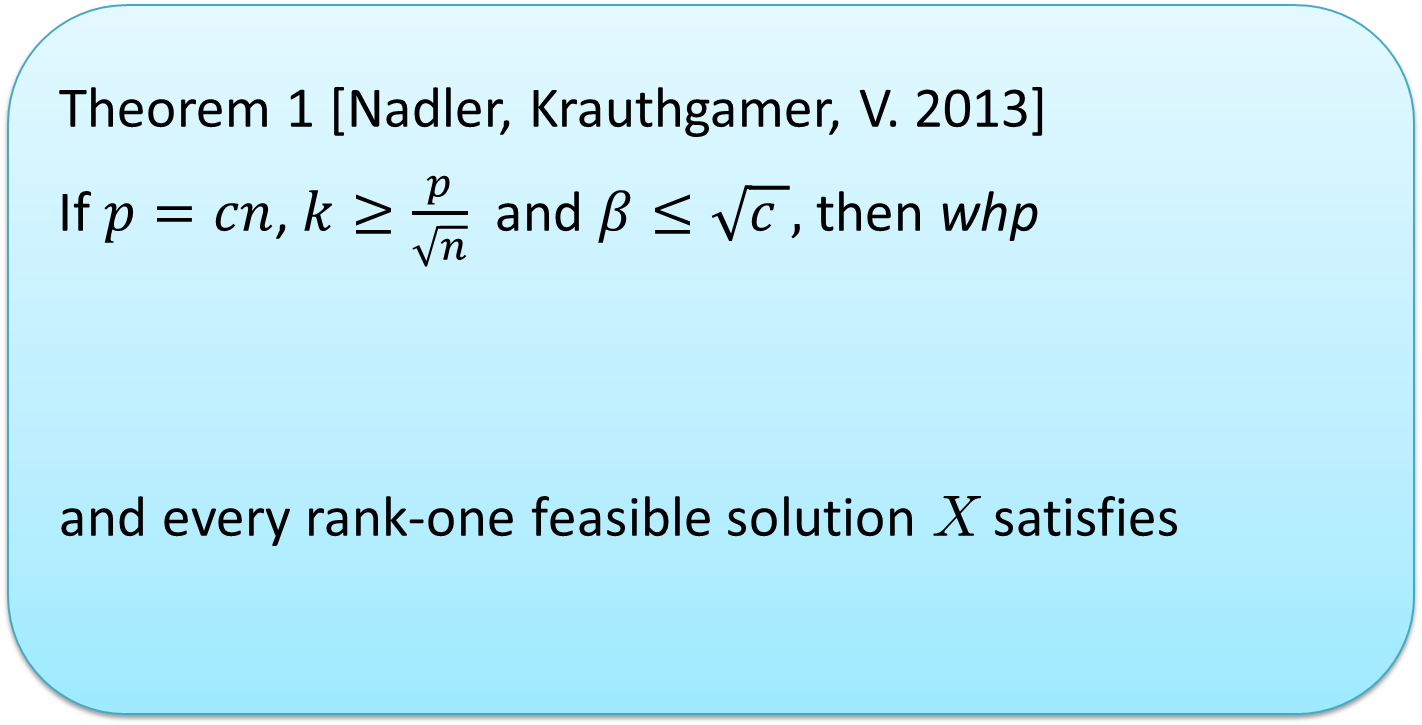 Theorem 1 [Nadler, Krauthgamer, V. 2013]
If p = cn, k ≥ p/√n and β ≤ √c, then whp
and every rank-one feasible solution X satisfies